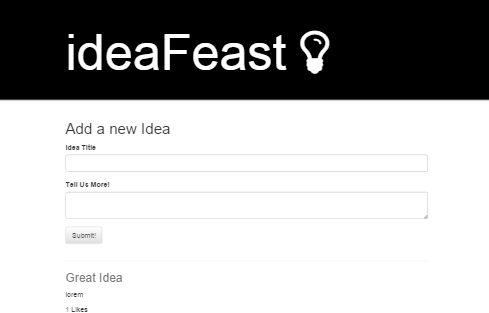 ideaFeast
Add a new Idea
Idea Title
Tell Us More!
Submit!
Great Idea
lorem
1 Likes